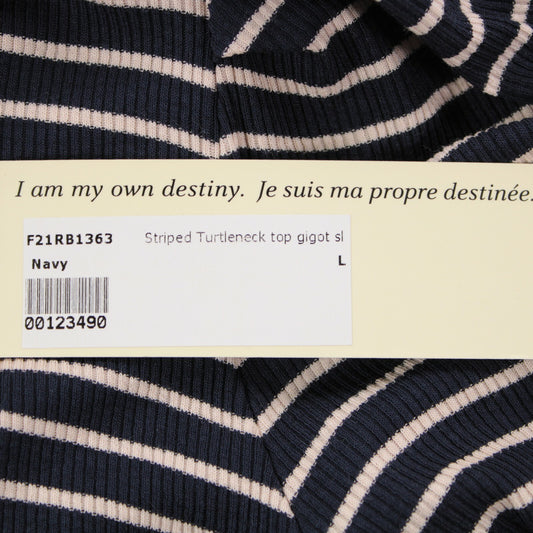 I am my own destiny. Je suis ma propre destinée.
F21RB1363 Striped Turtleneck top gigot sl
Navy L
00123490